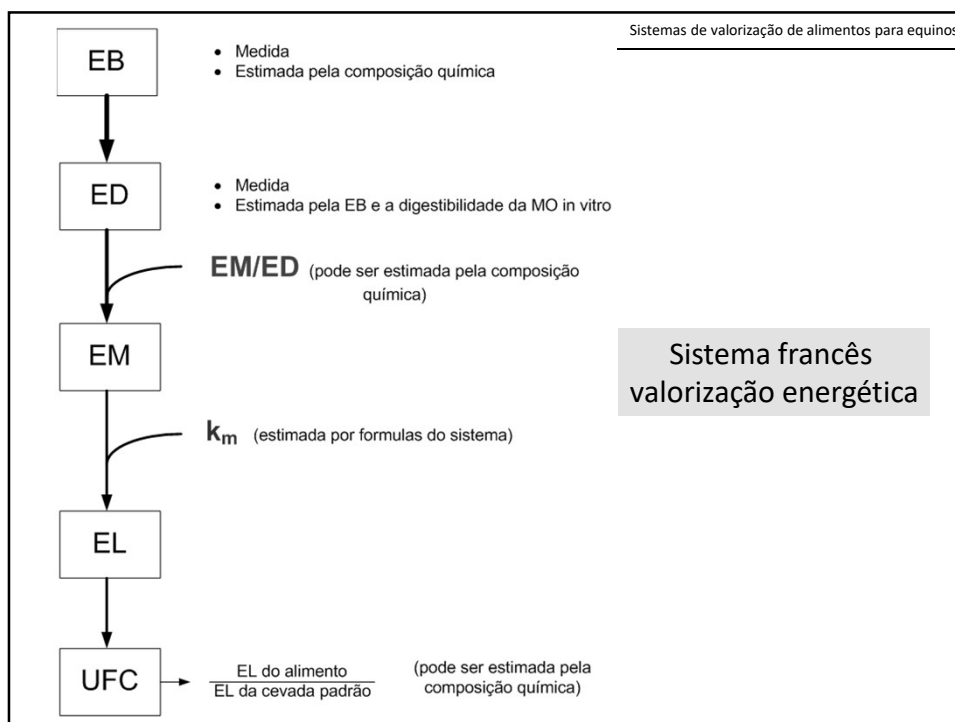 Sistemas de valorização de alimentos para equinos
EB
• Medida
• Estimada pela composição química
ED
• Medida
• Estimada pela EB e a digestibilidade da MO in vitro
EM/ED (pode ser estimada pela composição
química)
EM
Sistema francês
valorização energética
km (estimada por formulas do sistema)
EL
UFC
EL do alimento
EL da cevada padrão
(pode ser estimada pela
composição química)